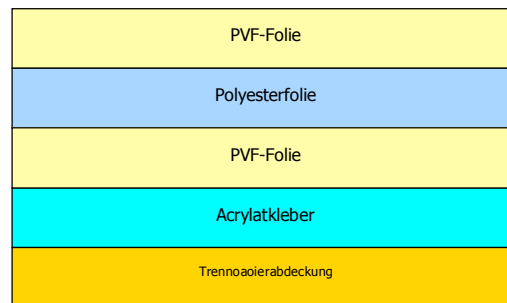 PVF-Folie
Polyesterfolie
PVF-Folie
Acrylatkleber
Trennoaoierabdeckung